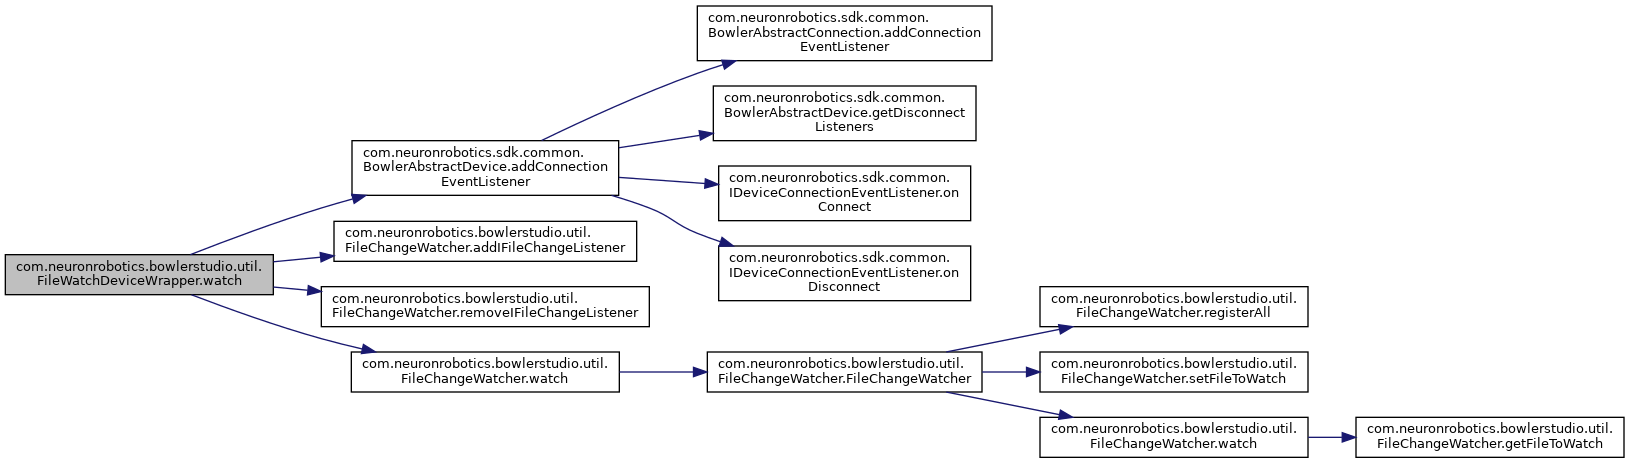 com.neuronrobotics.sdk.common.
BowlerAbstractConnection.addConnection
EventListener
com.neuronrobotics.sdk.common.
BowlerAbstractDevice.getDisconnect
Listeners
com.neuronrobotics.sdk.common.
BowlerAbstractDevice.addConnection
EventListener
com.neuronrobotics.sdk.common.
IDeviceConnectionEventListener.on
Connect
com.neuronrobotics.bowlerstudio.util.
FileChangeWatcher.addIFileChangeListener
com.neuronrobotics.sdk.common.
IDeviceConnectionEventListener.on
Disconnect
com.neuronrobotics.bowlerstudio.util.
FileWatchDeviceWrapper.watch
com.neuronrobotics.bowlerstudio.util.
FileChangeWatcher.removeIFileChangeListener
com.neuronrobotics.bowlerstudio.util.
FileChangeWatcher.registerAll
com.neuronrobotics.bowlerstudio.util.
FileChangeWatcher.watch
com.neuronrobotics.bowlerstudio.util.
FileChangeWatcher.FileChangeWatcher
com.neuronrobotics.bowlerstudio.util.
FileChangeWatcher.setFileToWatch
com.neuronrobotics.bowlerstudio.util.
FileChangeWatcher.watch
com.neuronrobotics.bowlerstudio.util.
FileChangeWatcher.getFileToWatch